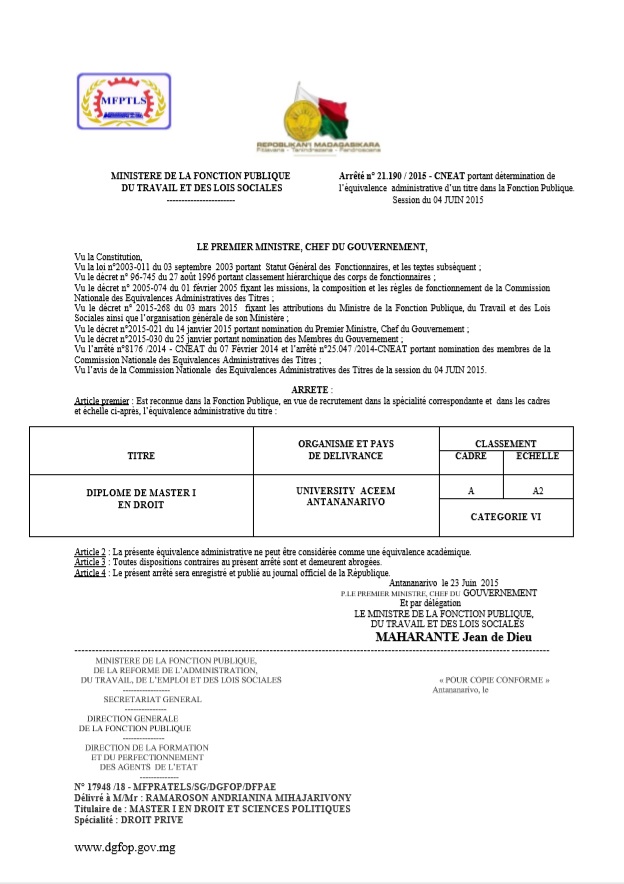 MFPTLS
REPOBLIKAN'I MADAGASIKARA
Fitiavana - Tanindrazana - Fandrosoana
MINISTERE DE LA FONCTION PUBLIQUE
DU TRAVAIL ET DES LOIS SOCIALES
-----------------------
Arrêté n° 21.190 / 2015 - CNEAT portant détermination de
l'équivalence administrative d'un titre dans la Fonction Publique.
Session du 04 JUIN 2015
LE PREMIER MINISTRE, CHEF DU GOUVERNEMENT,
Vu la Constitution,
Vu la loi n°2003-011 du 03 septembre 2003 portant Statut Général des Fonctionnaires, et les textes subséquent ;
Vu le décret n° 96-745 du 27 août 1996 portant classement hiérarchique des corps de fonctionnaires ;
Vu le décret n° 2005-074 du 01 février 2005 fixant les missions, la composition et les règles de fonctionnement de la Commission
Nationale des Equivalences Administratives des Titres ;
Vu le décret n° 2015-268 du 03 mars 2015 fixant les attributions du Ministre de la Fonction Publique, du Travail et des Lois
Sociales ainsi que l'organisation générale de son Ministère ;
Vu le décret n°2015-021 du 14 janvier 2015 portant nomination du Premier Ministre, Chef du Gouvernement ;
Vu le décret n°2015-030 du 25 janvier portant nomination des Membres du Gouvernement ;
Vu l'arrêté n°8176 /2014 - CNEAT du 07 Février 2014 et l'arrêté n°25.047 /2014-CNEAT portant nomination des membres de la
Commission Nationale des Equivalences Administratives des Titres ;
Vu l'avis de la Commission Nationale des Equivalences Administratives des Titres de la session du 04 JUIN 2015.
ARRETE :
Article premier : Est reconnue dans la Fonction Publique, en vue de recrutement dans la spécialité correspondante et dans les cadres
et échelle ci-après, l'équivalence administrative du titre :
TITRE
ORGANISME ET PAYS
DE DELIVRANCE
CLASSEMENT
CADRE
ECHELLE
DIPLOME DE MASTER I
EN DROIT
UNIVERSITY ACEEM
ANTANANARIVO
A
A2
CATEGORIE VI
Article 2 : La présente équivalence administrative ne peut être considérée comme une équivalence académique.
Article 3 : Toutes dispositions contraires au présent arrêté sont et demeurent abrogées.
Article 4 : Le présent arrêté sera enregistré et publié au journal officiel de la République.
Antananarivo le 23 Juin 2015
P.LE PREMIER MINISTRE, CHEF DU GOUVERNEMENT
Et par délégation
LE MINISTRE DE LA FONCTION PUBLIQUE,
DU TRAVAIL ET DES LOIS SOCIALES
MAHARANTE Jean de Dieu
MINISTERE DE LA FONCTION PUBLIQUE,
DE LA REFORME DE L'ADMINISTRATION,
DU TRAVAIL, DE L'EMPLOI ET DES LOIS SOCIALES
----------------
SECRETARIAT GENERAL
--------------
DIRECTION GENERALE
DE LA FONCTION PUBLIQUE
--------------
DIRECTION DE LA FORMATION
ET DU PERFECTIONNEMENT
DES AGENTS DE L'ETAT
-------------
« POUR COPIE CONFORME »
Antananarivo, le
N° 17948 /18 - MFPRATELS/SG/DGFOP/DFPAE
Délivré à M/Mr : RAMAROSON ANDRIANINA MIHAJARIVONY
Titulaire de : MASTER I EN DROIT ET SCIENCES POLITIQUES
Spécialité : DROIT PRIVE
www.dgfop.gov.mg